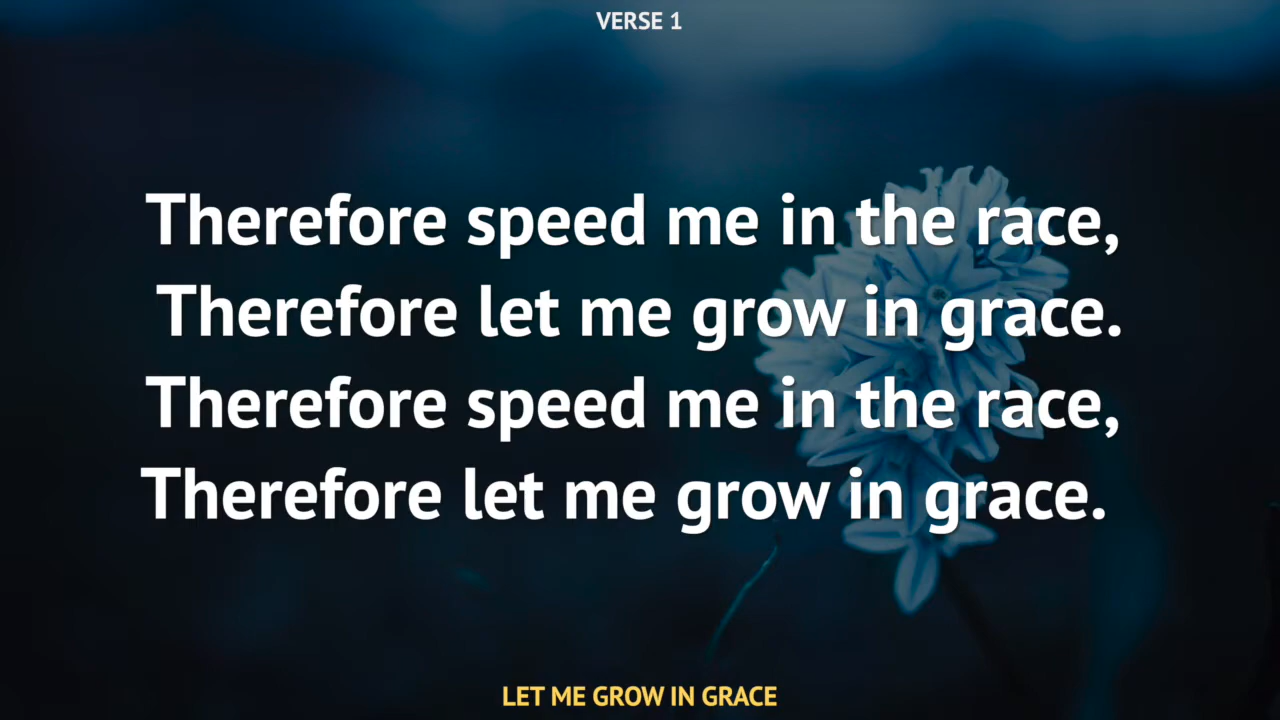 VERSE 1
Therefore speed me in the race,
Therefore let me grow in grace.
Therefore speed me in the race,
Therefore let me grow in grace.
LET ME GROW IN GRACE